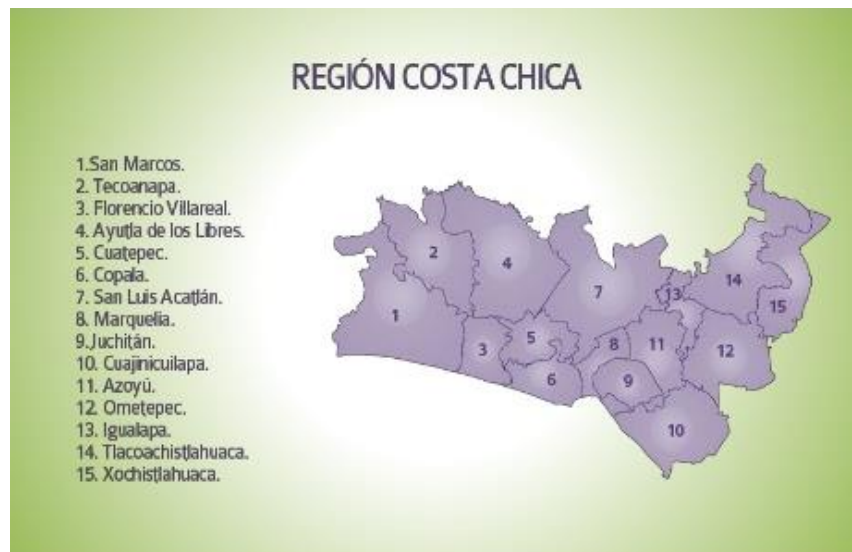 REGIÓN COSTA CHICA
1.San Marcos.
2. Tecoanapa.
3. Florencio Villareal.
4. Ayutla de los Libres.
5. Cuatepec.
6. Copala.
7. San Luis Acatlán.
8. Marquelia.
9.Juchitán.
10. Cuajinicuilapa.
11. Azoyú.
12. Ometepec.
13. Igualapa.
14. Tlacoachistlahuaca.
15. Xochistlahuaca.
2
4
14
7
13
15
1
5
8
11
3
12
6
9
10